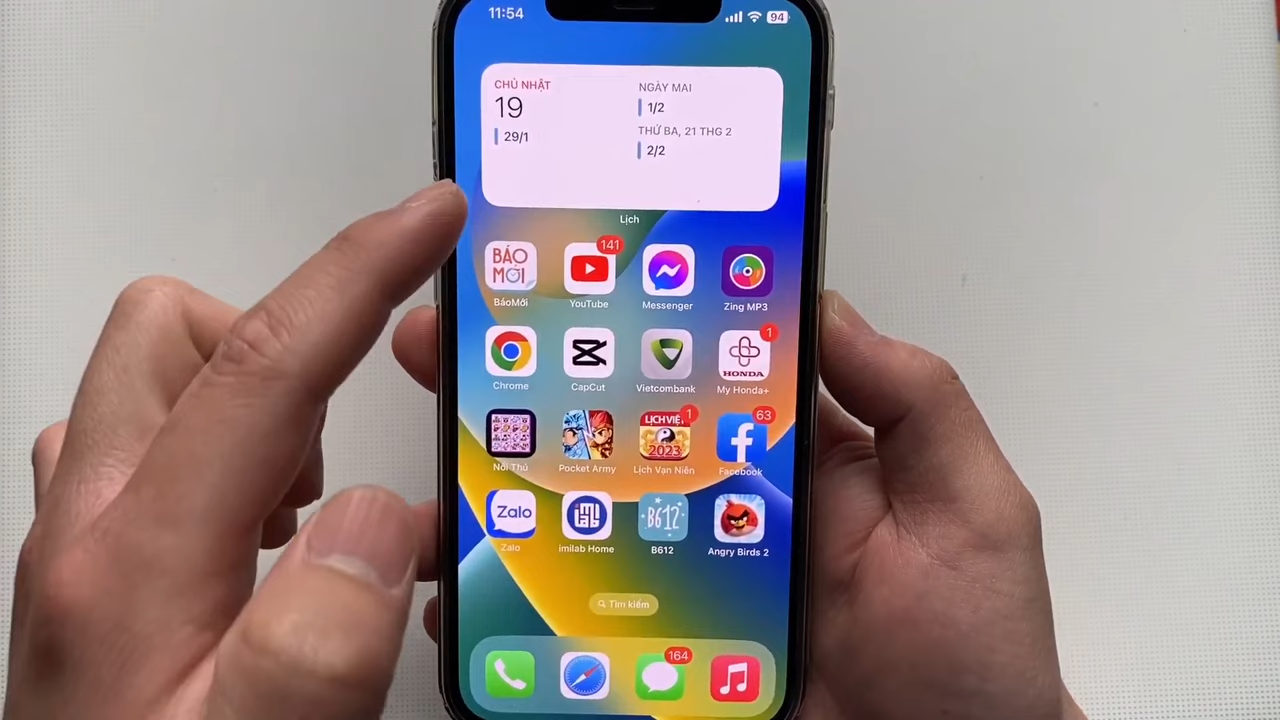 11:54
94
CHỦ NHẬT
19
29/1
NGÀY MAI
1/2
THỨ BA, 21 THG 2
2/2
Lịch
BÁO
MỚI
141
BáoMới
YouTube
Messenger
Zing MP3
1
HONDA
Chrome
CapCut
Vietcombank
My Honda+
LỊCH VIỆT
1
2023
63
Nối Thú
Pocket Army
Lịch Vạn Niên
Facebook
Zalo
B612
Zalo
imilab Home
B612
Angry Birds 2
Tìm kiếm
164